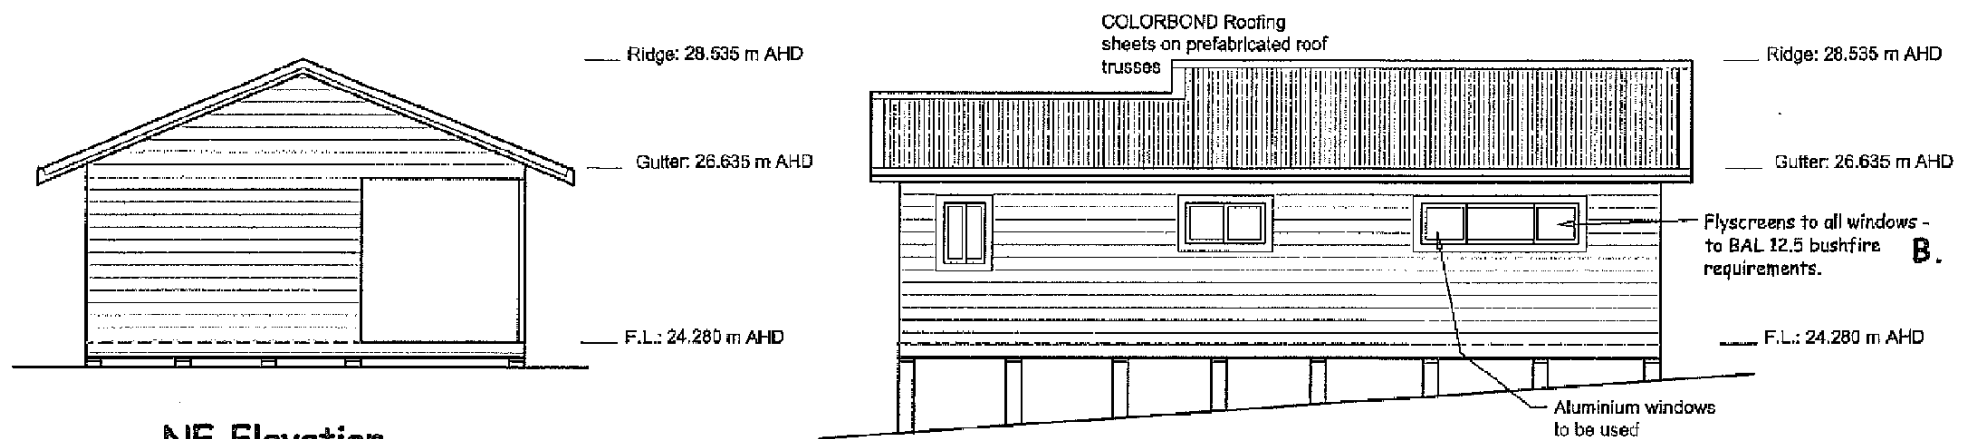 Ridge: 28.535 m AHD
Gutter: 26.635 m AHD
F.L.: 24.280 m AHD
NE Elevation
COLORBOND Roofing
sheets on prefabricated roof
trusses
Ridge: 28.535 m AHD
Gutter: 26.635 m AHD
Flyscreens to all windows -
to BAL 12.5 bushfire
requirements.
B.
F.L.: 24.280 m AHD
Aluminium windows
to be used